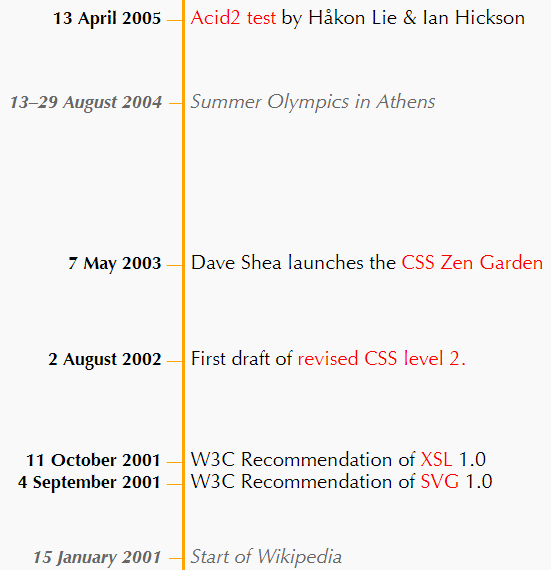 13 April 2005 Acid2 test by Håkon Lie & Ian Hickson
13–29 August 2004 Summer Olympics in Athens
7 May 2003 Dave Shea launches the CSS Zen Garden
2 August 2002 First draft of revised CSS level 2.
11 October 2001 W3C Recommendation of XSL 1.0
4 September 2001 W3C Recommendation of SVG 1.0
15 January 2001 Start of Wikipedia